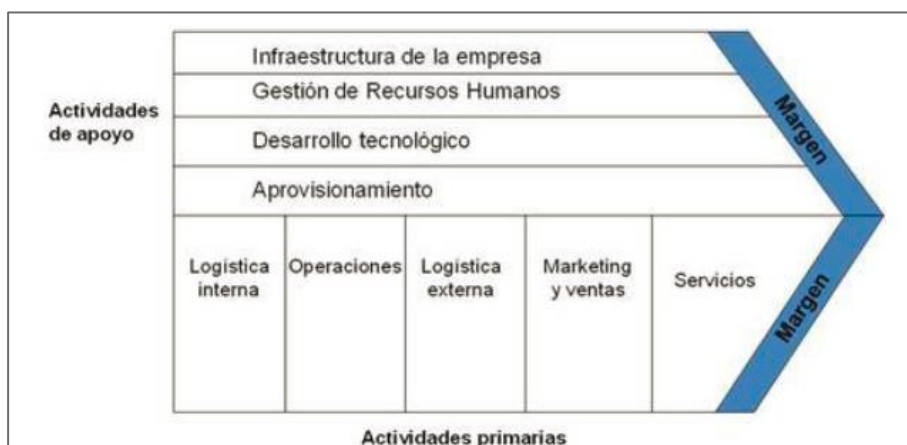 Infraestructura de la empresa
Gestión de Recursos Humanos
Actividades
de apoyo
Desarrollo tecnológico
Aprovisionamiento
Margen
Logística
interna
Operaciones
Logística
externa
Marketing
y ventas
Servicios
Margen
Actividades primarias